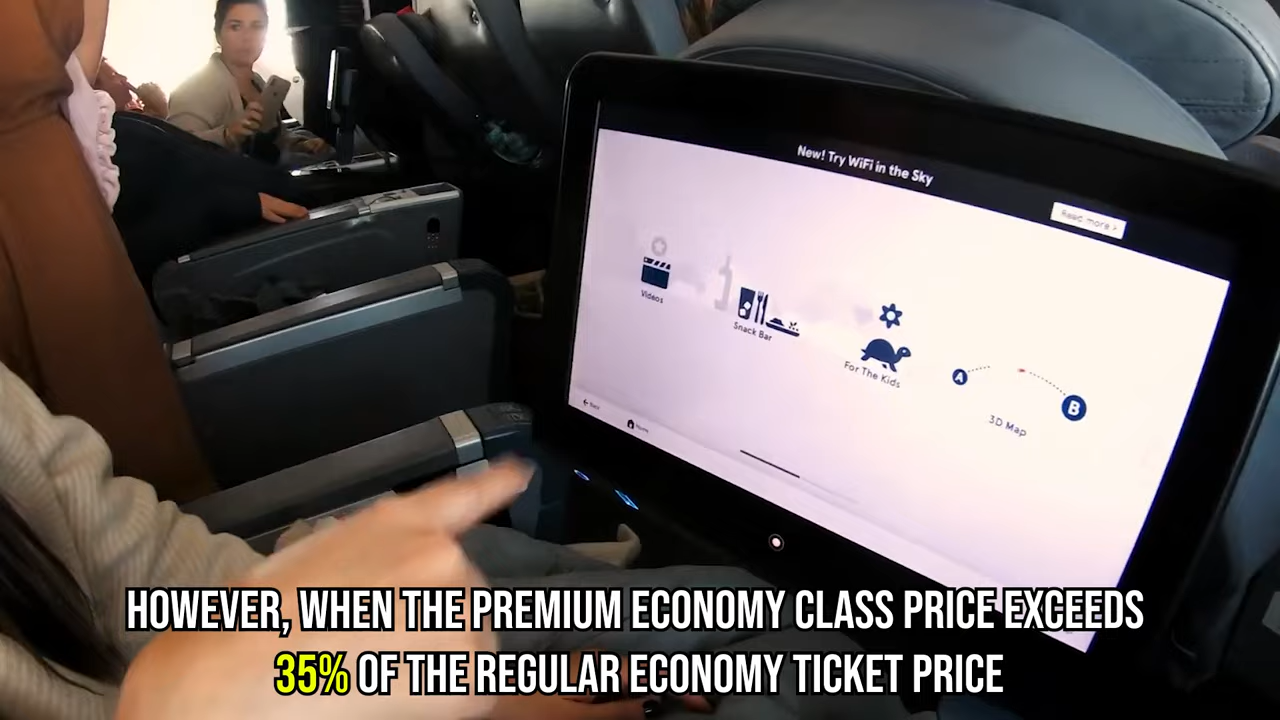 New! Try WiFi in the Sky
Read more >
Videos
Snack Bar
For The Kids
A
B
3D Map
Home
HOWEVER, WHEN THE PREMIUM ECONOMY CLASS PRICE EXCEEDS
35% OF THE REGULAR ECONOMY TICKET PRICE